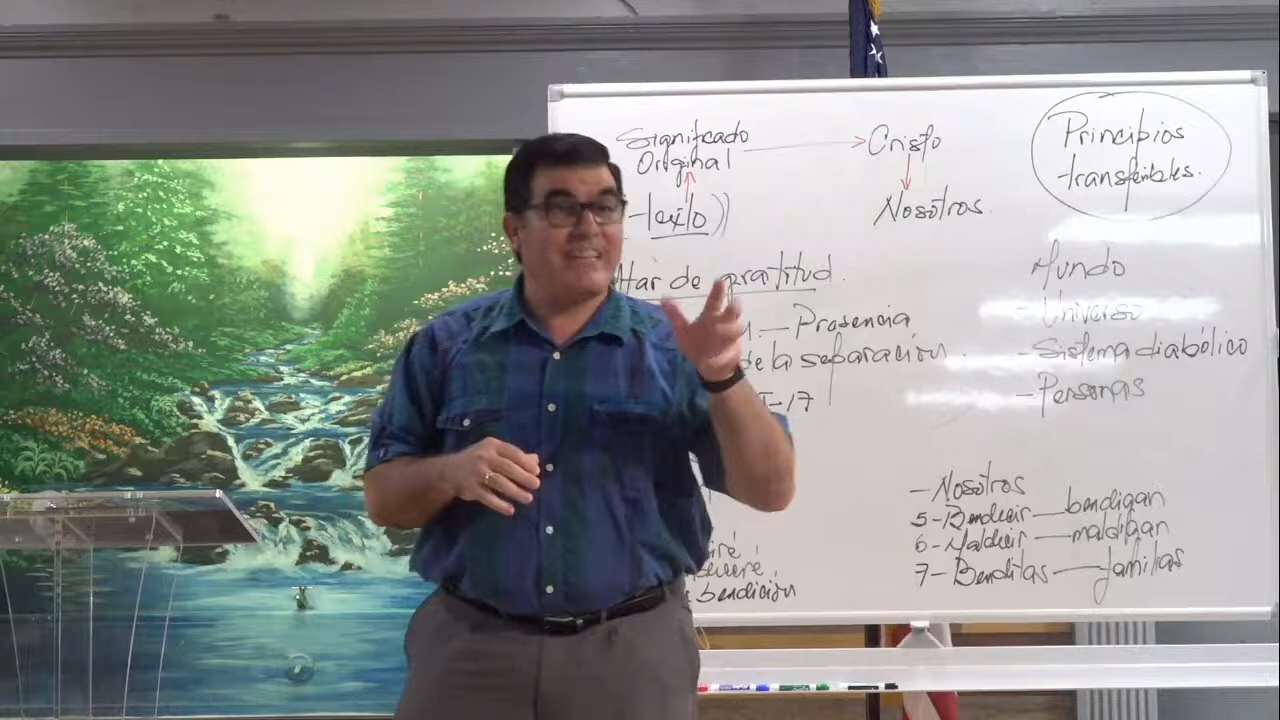 Significado
Original
Cristo
texto))
Nosotros.
Principios
transferibles.
Altar de gratitud.
Presencia
de la separación.
-17
Mundo
- Universo
- Sistema diabólico
- Personas
- Nosotros
5- Bendecir — bendigan
6- Maldecir — maldigan
7- Benditas — familias
bendición